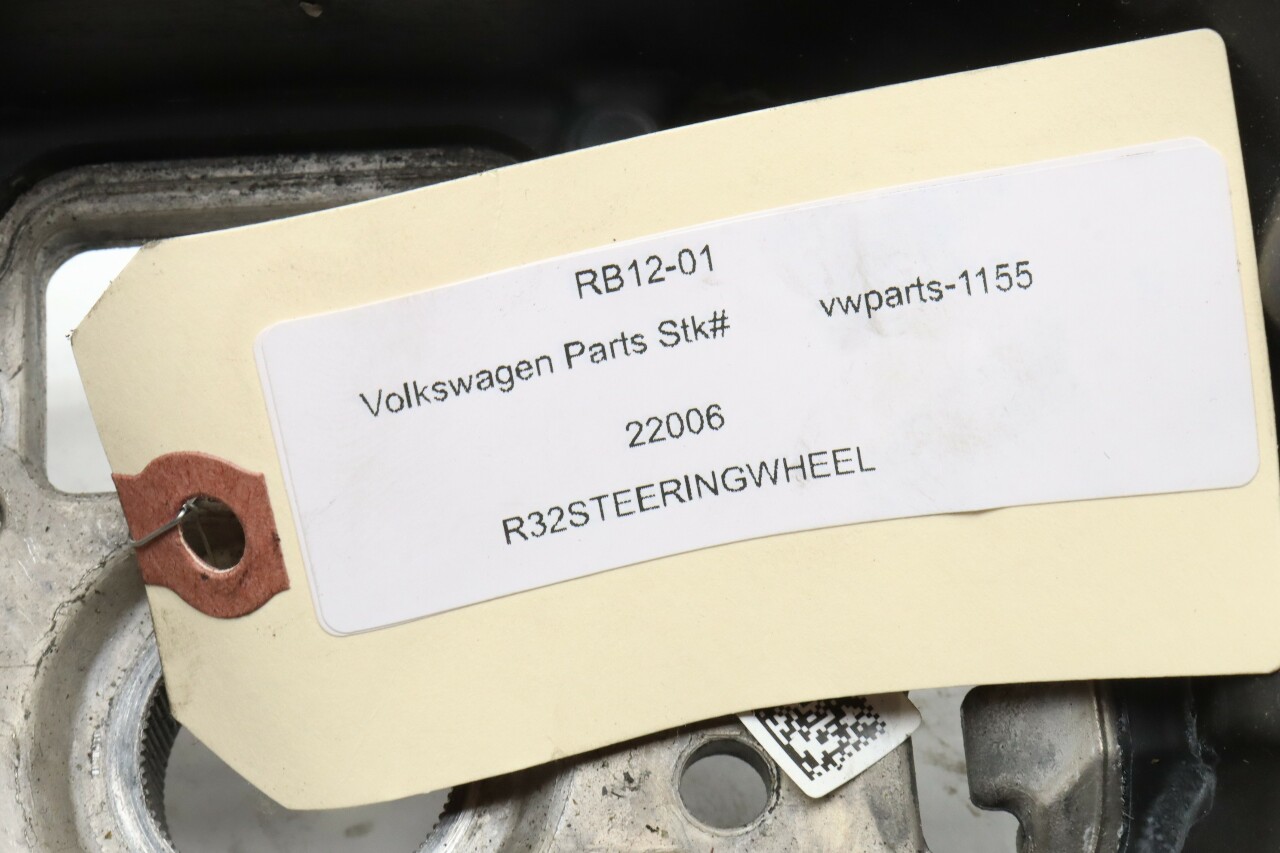 RB12-01
Volkswagen Parts Stk# vwparts-1155
22006
R32STEERINGWHEEL